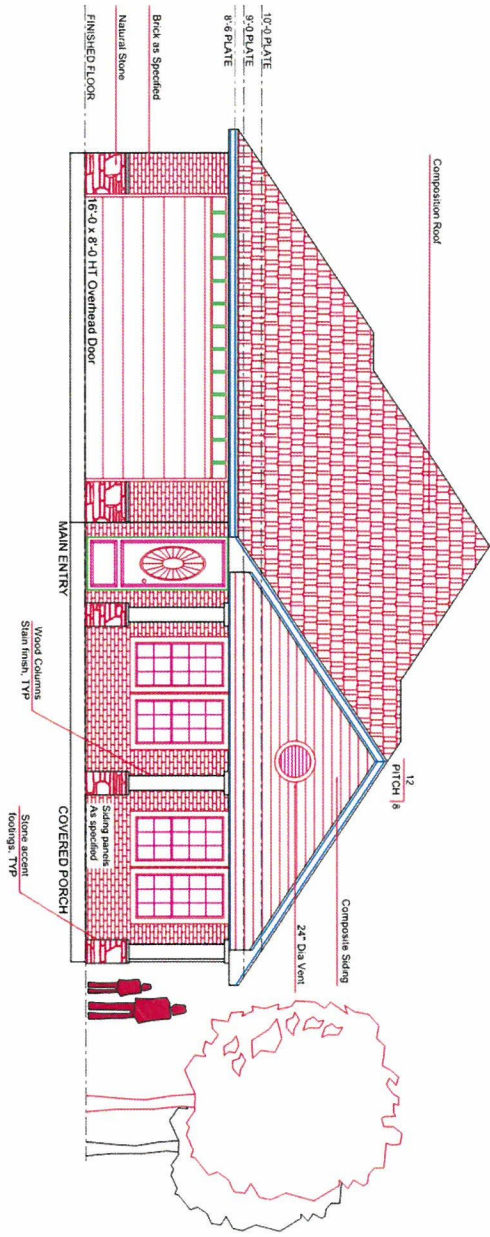 Composition Roof
10'-0 PLATE
9'-0 PLATE
8'-6 PLATE
Brick as Specified
Natural Stone
FINISHED FLOOR
16'-0 x 8'-0 HT Overhead Door
MAIN ENTRY
Wood Columns
Stain finish, TYP
12
PITCH 8
Composite Siding
24" Dia Vent
Siding panels
As specified
COVERED PORCH
Stone accent
footings, TYP